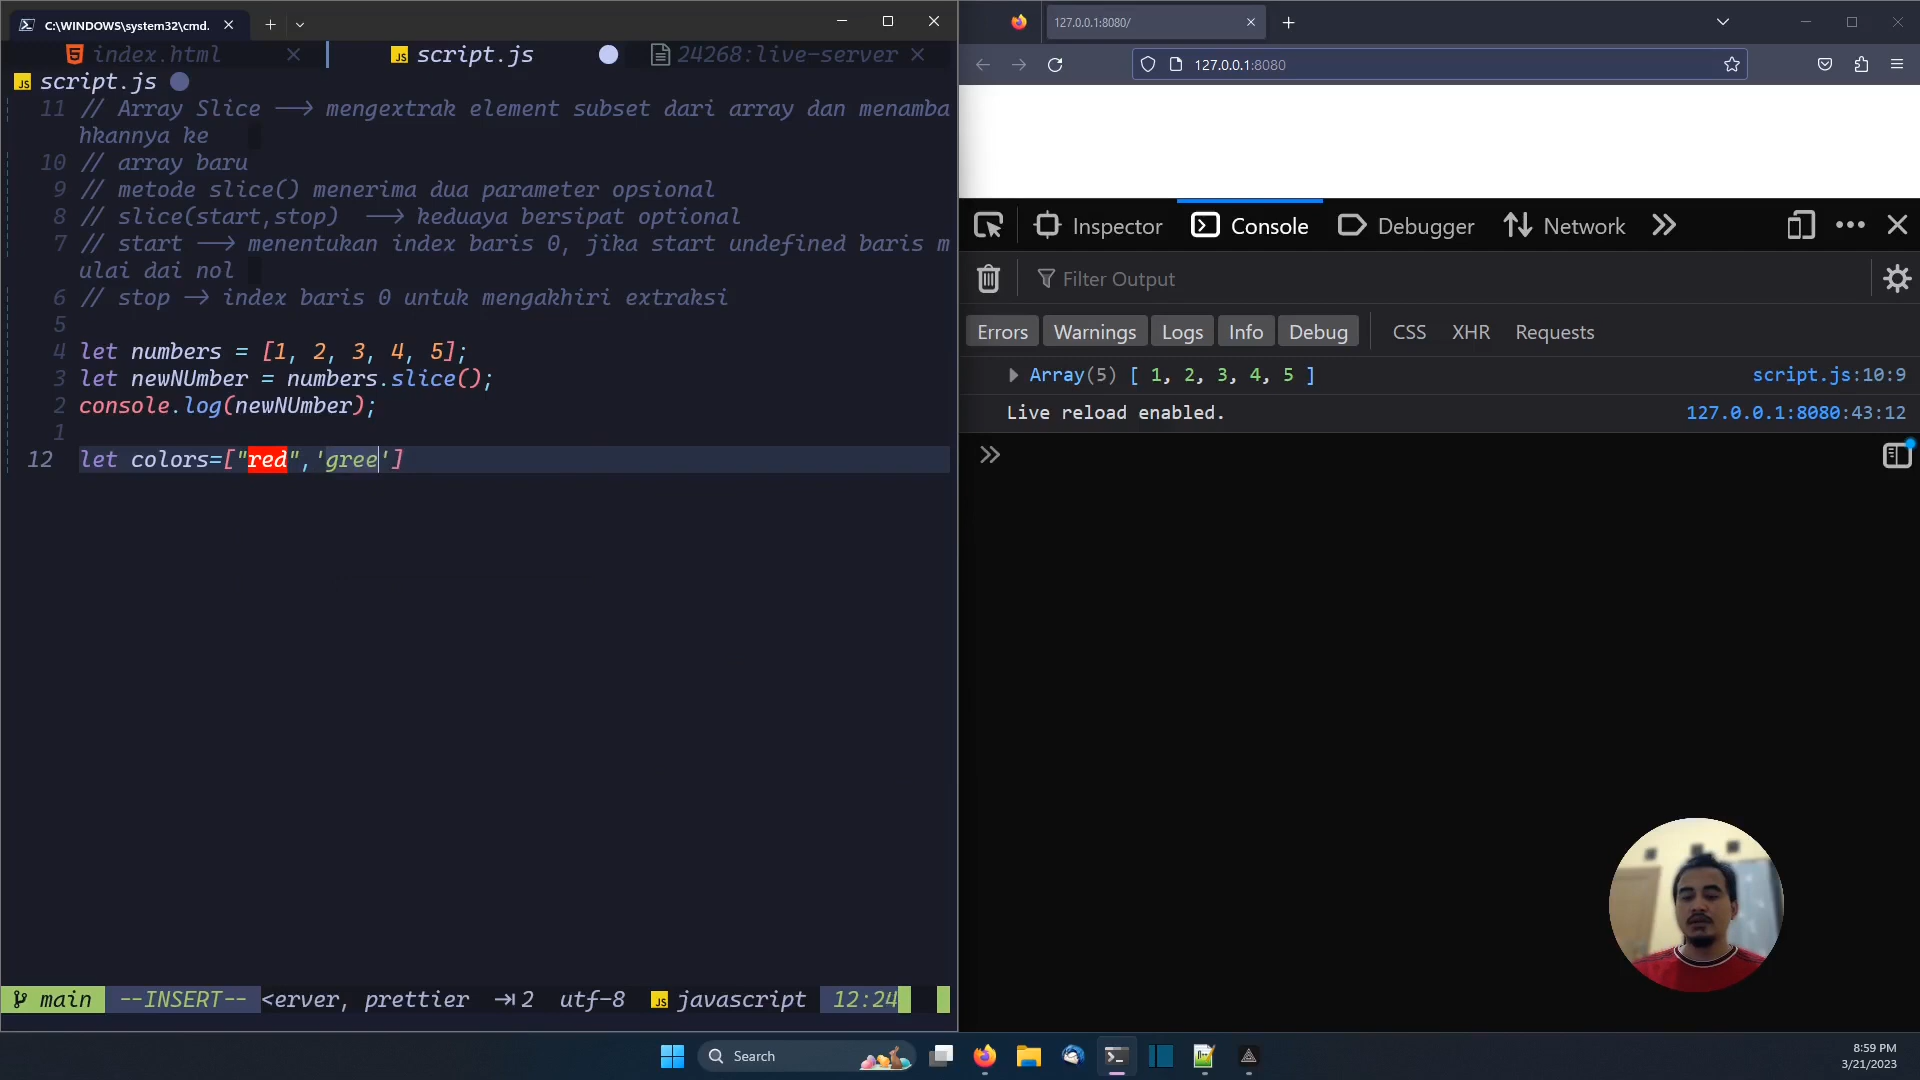 C:\WINDOWS\system32\cmd.
index.html
script.js
24268:live-server
script.js
11 // Array Slice --> mengextrak element subset dari array dan menamba
hkannya ke
10 // array baru
9 // metode slice() menerima dua parameter opsional
8 // slice(start,stop)  --> keduaya bersipat optional
7 // start --> menentukan index baris 0, jika start undefined baris m
ulai dai nol
6 // stop -> index baris 0 untuk mengakhiri extraksi
5
4 let numbers = [1, 2, 3, 4, 5];
3 let newNUmber = numbers.slice();
2 console.log(newNUmber);
1
12 let colors=["red",'gree']
main --INSERT-- <erver, prettier 2 utf-8 JS javascript 12:24
127.0.0.1:8080/
127.0.0.1:8080
Inspector Console Debugger Network
Filter Output
Errors Warnings Logs Info Debug CSS XHR Requests
Array(5) [ 1, 2, 3, 4, 5 ] script.js:10:9
Live reload enabled. 127.0.0.1:8080:43:12
Search
8:59 PM
3/21/2023